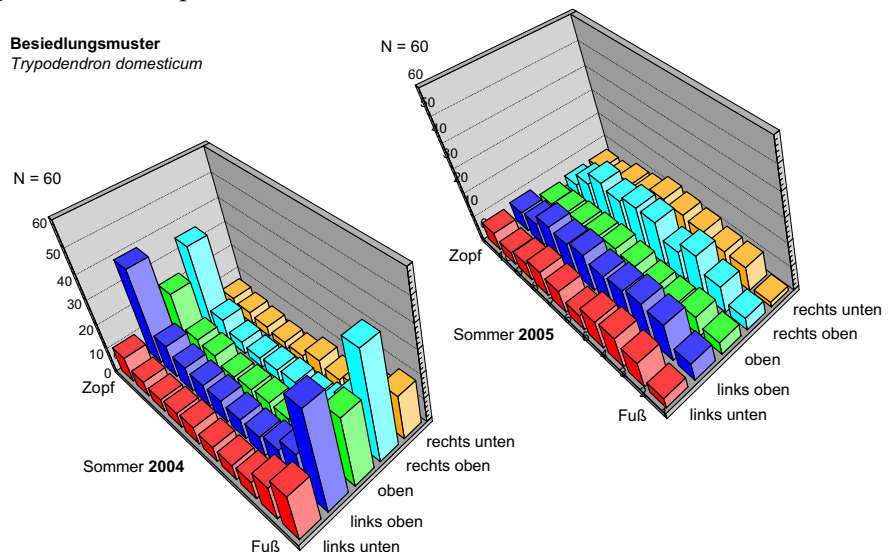 Besiedlungsmuster
Trypodendron domesticum
N = 60
60
50
40
30
20
10
0
Zopf
Sommer 2004
Fuß
rechts unten
rechts oben
oben
links oben
links unten
N = 60
60
50
40
30
20
10
0
Zopf
Sommer 2005
Fuß
rechts unten
rechts oben
oben
links oben
links unten